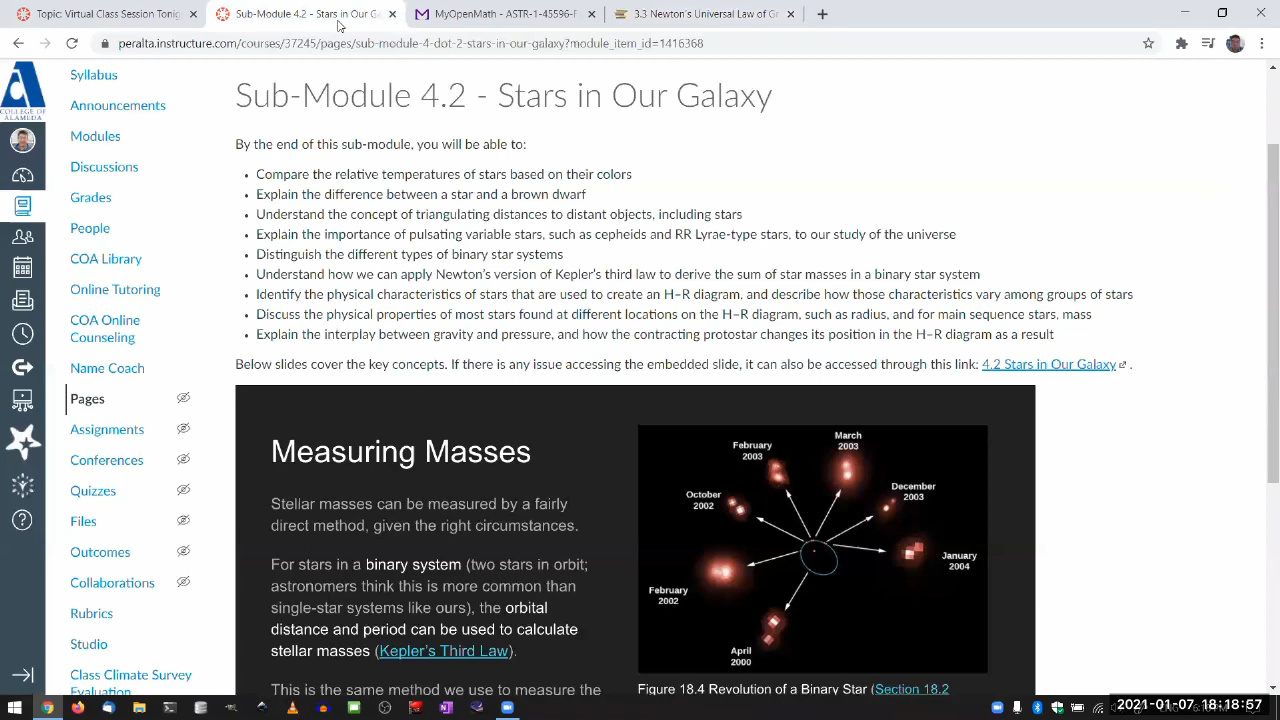 Topic 4 - Class Session Tonig
Sub-Module 4.2 - Stars in Our Ga
MyOpenMath - ASTR-1-45596-F
3.3 Newton's Universal Law of Gr
peralta.instructure.com/courses/37245/pages/sub-module-4-dot-2-stars-in-our-galaxy?module_item_id=1416368
COLLEGE OF
ALAMEDA
Syllabus
Announcements
Modules
Discussions
Grades
People
COA Library
Online Tutoring
COA Online
Counseling
Name Coach
Pages
Assignments
Conferences
Quizzes
Files
Outcomes
Collaborations
Rubrics
Studio
Class Climate Survey
Evaluation
Sub-Module 4.2 - Stars in Our Galaxy
By the end of this sub-module, you will be able to:
• Compare the relative temperatures of stars based on their colors
• Explain the difference between a star and a brown dwarf
• Understand the concept of triangulating distances to distant objects, including stars
• Explain the importance of pulsating variable stars, such as cepheids and RR Lyrae-type stars, to our study of the universe
• Distinguish the different types of binary star systems
• Understand how we can apply Newton's version of Kepler's third law to derive the sum of star masses in a binary star system
• Identify the physical characteristics of stars that are used to create an H–R diagram, and describe how those characteristics vary among groups of stars
• Discuss the physical properties of most stars found at different locations on the H–R diagram, such as radius, and for main sequence stars, mass
• Explain the interplay between gravity and pressure, and how the contracting protostar changes its position in the H–R diagram as a result
Below slides cover the key concepts. If there is any issue accessing the embedded slide, it can also be accessed through this link: 4.2 Stars in Our Galaxy .
Measuring Masses
Stellar masses can be measured by a fairly
direct method, given the right circumstances.
For stars in a binary system (two stars in orbit;
astronomers think this is more common than
single-star systems like ours), the orbital
distance and period can be used to calculate
stellar masses (Kepler's Third Law).
This is the same method we use to measure the
March
2003
February
2003
December
2003
October
2002
January
2004
February
2002
April
2000
Figure 18.4 Revolution of a Binary Star (Section 18.2
2021-01-07 18:18:57